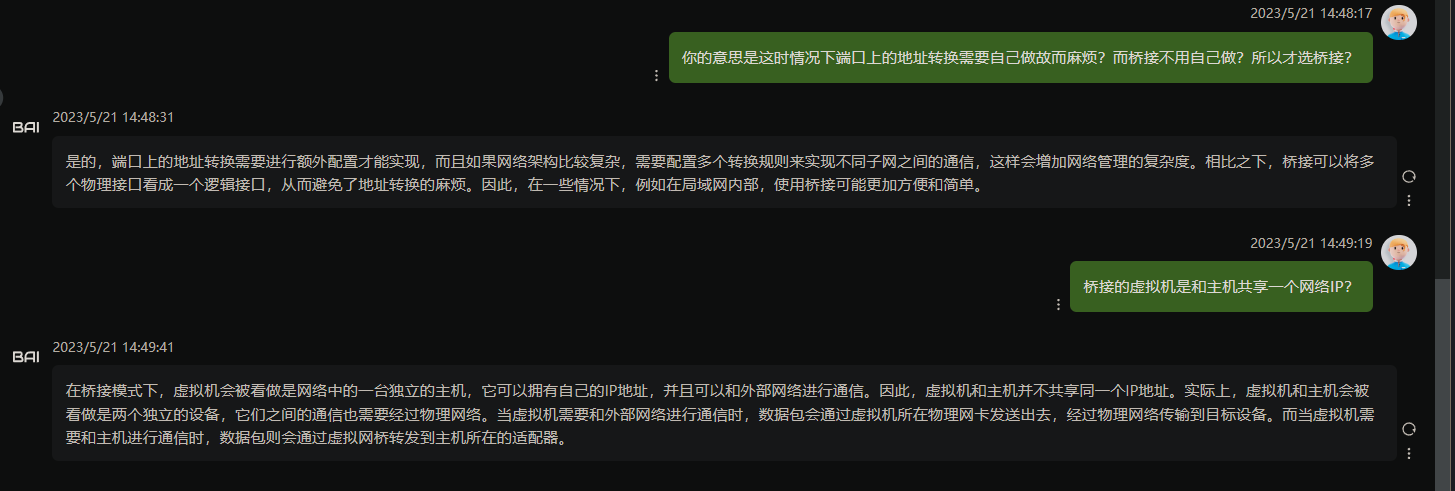 2023/5/21 14:48:17
你的意思是这时情况下端口上的地址转换需要自己做故而麻烦？而桥接不用自己做？所以才选桥接？
2023/5/21 14:48:31
BAI
是的，端口上的地址转换需要进行额外配置才能实现，而且如果网络架构比较复杂，需要配置多个转换规则来实现不同子网之间的通信，这样会增加网络管理的复杂度。相比之下，桥接可以将多
个物理接口看成一个逻辑接口，从而避免了地址转换的麻烦。因此，在一些情况下，例如在局域网内部，使用桥接可能更加方便和简单。
2023/5/21 14:49:19
桥接的虚拟机是和主机共享一个网络IP？
2023/5/21 14:49:41
BAI
在桥接模式下，虚拟机会被看做是网络中的一台独立的主机，它可以拥有自己的IP地址，并且可以和外部网络进行通信。因此，虚拟机和主机并不共享同一个IP地址。实际上，虚拟机和主机会被
看做是两个独立的设备，它们之间的通信也需要经过物理网络。当虚拟机需要和外部网络进行通信时，数据包会通过虚拟机所在物理网卡发送出去，经过物理网络传输到目标设备。而当虚拟机需
要和主机进行通信时，数据包则会通过虚拟网桥转发到主机所在的适配器。